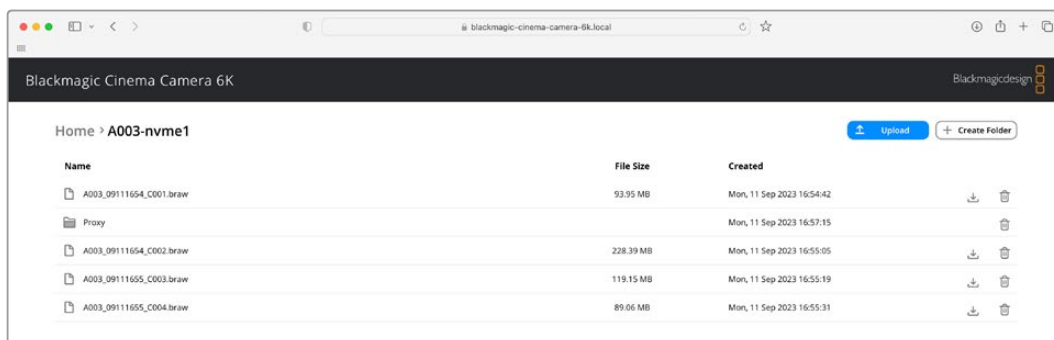 blackmagic-cinema-camera-6k.local
Blackmagic Cinema Camera 6K
Blackmagicdesign
Home > A003-nvme1
Upload
+ Create Folder
Name File Size Created
A003_09111654_C001.braw 93.95 MB Mon, 11 Sep 2023 16:54:42
Proxy Mon, 11 Sep 2023 16:57:15
A003_09111654_C002.braw 228.39 MB Mon, 11 Sep 2023 16:55:05
A003_09111655_C003.braw 119.15 MB Mon, 11 Sep 2023 16:55:19
A003_09111655_C004.braw 89.06 MB Mon, 11 Sep 2023 16:55:31